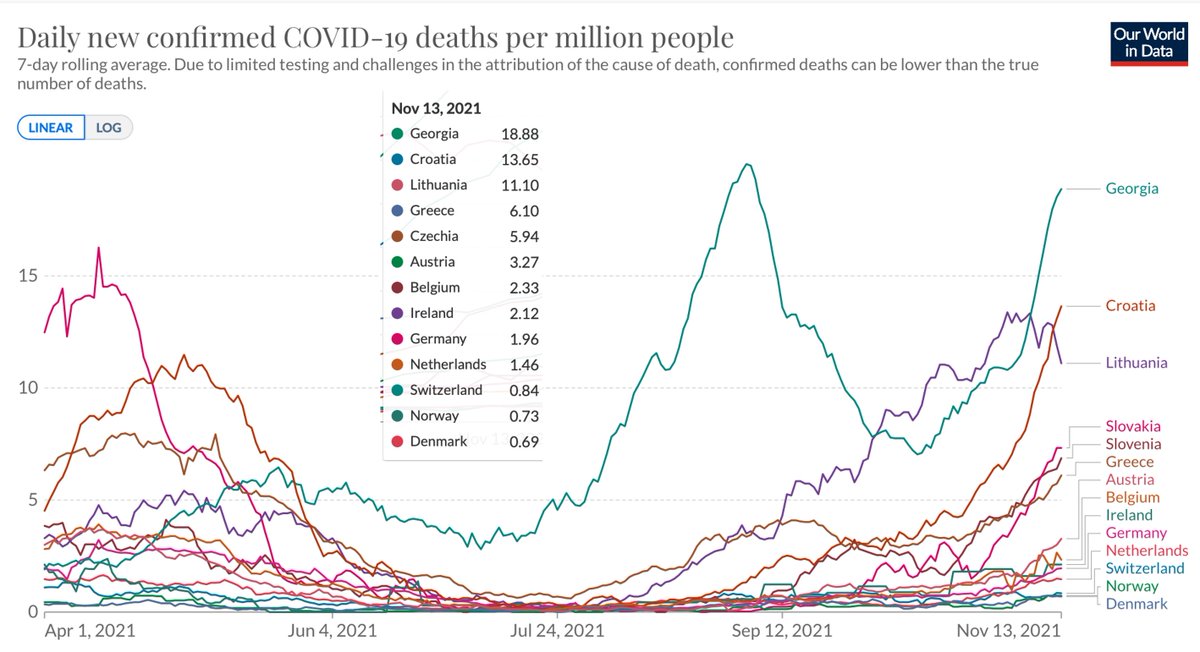 Daily new confirmed COVID-19 deaths per million people
Our World
in Data
7-day rolling average. Due to limited testing and challenges in the attribution of the cause of death, confirmed deaths can be lower than the true
number of deaths.
LINEAR LOG
Nov 13, 2021
Georgia 18.88
Croatia 13.65
Lithuania 11.10
Greece 6.10
Czechia 5.94
Austria 3.27
Belgium 2.33
Ireland 2.12
Germany 1.96
Netherlands 1.46
Switzerland 0.84
Norway 0.73
Denmark 0.69
15
10
5
0
Georgia
Croatia
Lithuania
Slovakia
Slovenia
Greece
Austria
Belgium
Ireland
Germany
Netherlands
Switzerland
Norway
Denmark
Apr 1, 2021 Jun 4, 2021 Jul 24, 2021 Sep 12, 2021 Nov 13, 2021